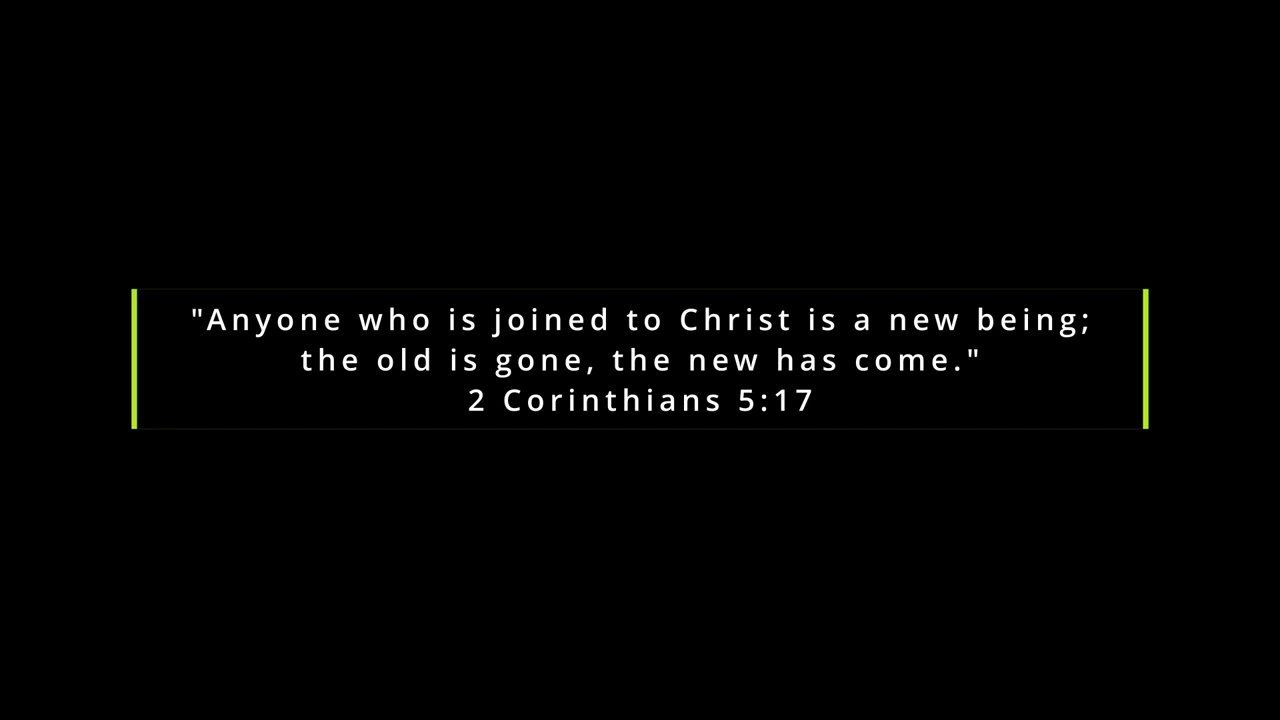 "Anyone who is joined to Christ is a new being;
the old is gone, the new has come."
2 Corinthians 5:17